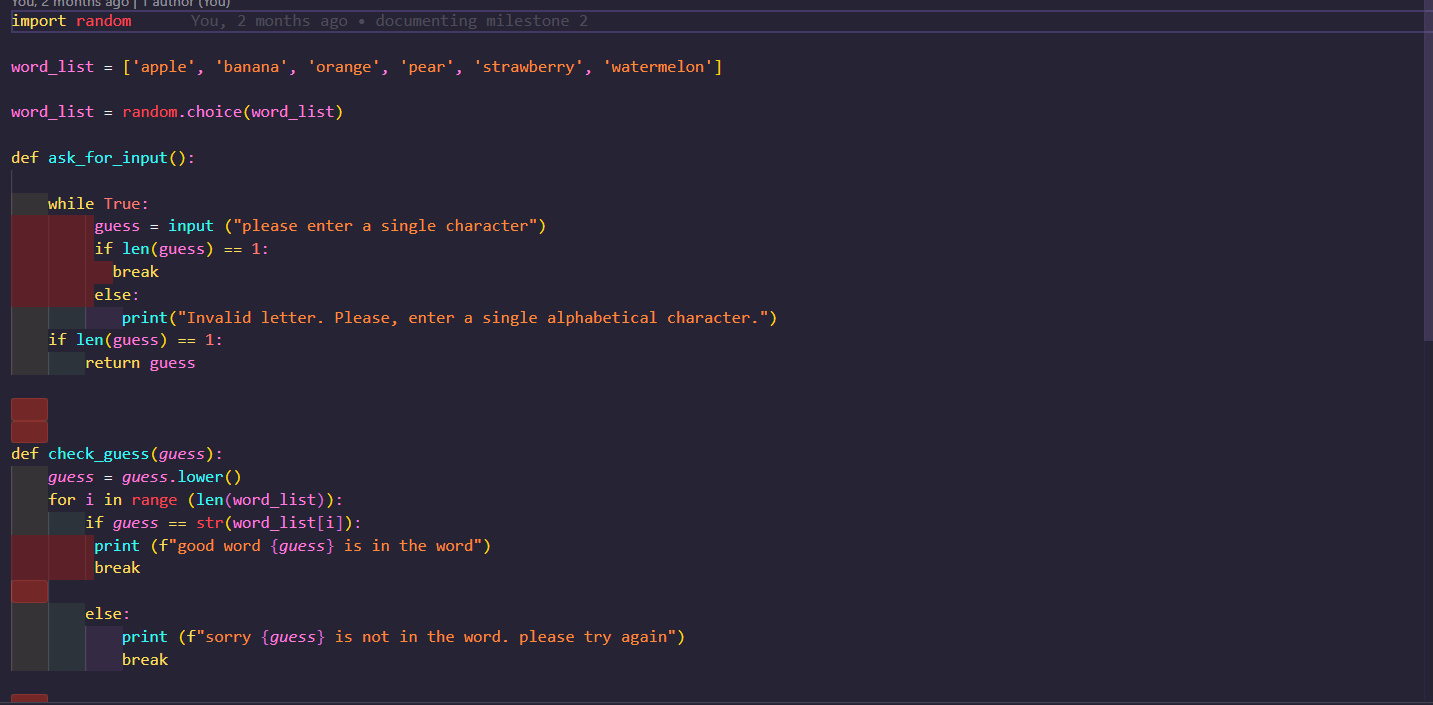 You, 2 months ago | 1 author (You)
import random You, 2 months ago • documenting milestone 2
word_list = ['apple', 'banana', 'orange', 'pear', 'strawberry', 'watermelon']
word_list = random.choice(word_list)
def ask_for_input():
while True:
guess = input ("please enter a single character")
if len(guess) == 1:
break
else:
print("Invalid letter. Please, enter a single alphabetical character.")
if len(guess) == 1:
return guess
def check_guess(guess):
guess = guess.lower()
for i in range (len(word_list)):
if guess == str(word_list[i]):
print (f"good word {guess} is in the word")
break
else:
print (f"sorry {guess} is not in the word. please try again")
break